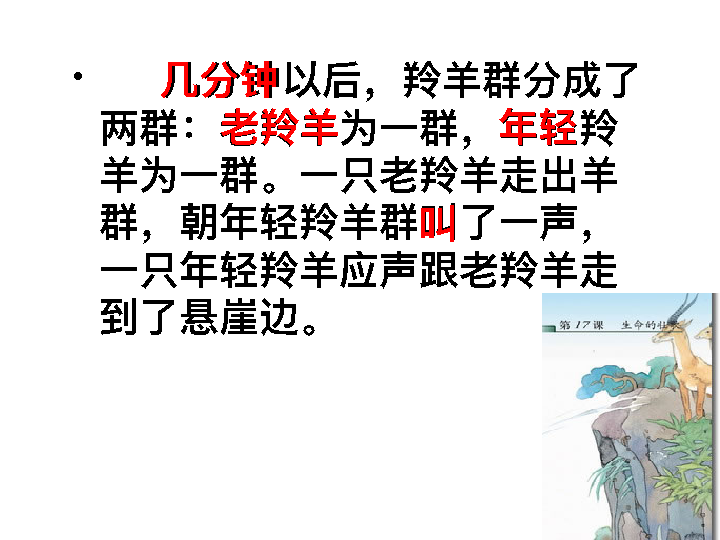 • 几分钟以后，羚羊群分成了
两群：老羚羊为一群，年轻羚
羊为一群。一只老羚羊走出羊
群，朝年轻羚羊群叫了一声，
一只年轻羚羊应声跟老羚羊走
到了悬崖边。
第17课 生命的壮歌